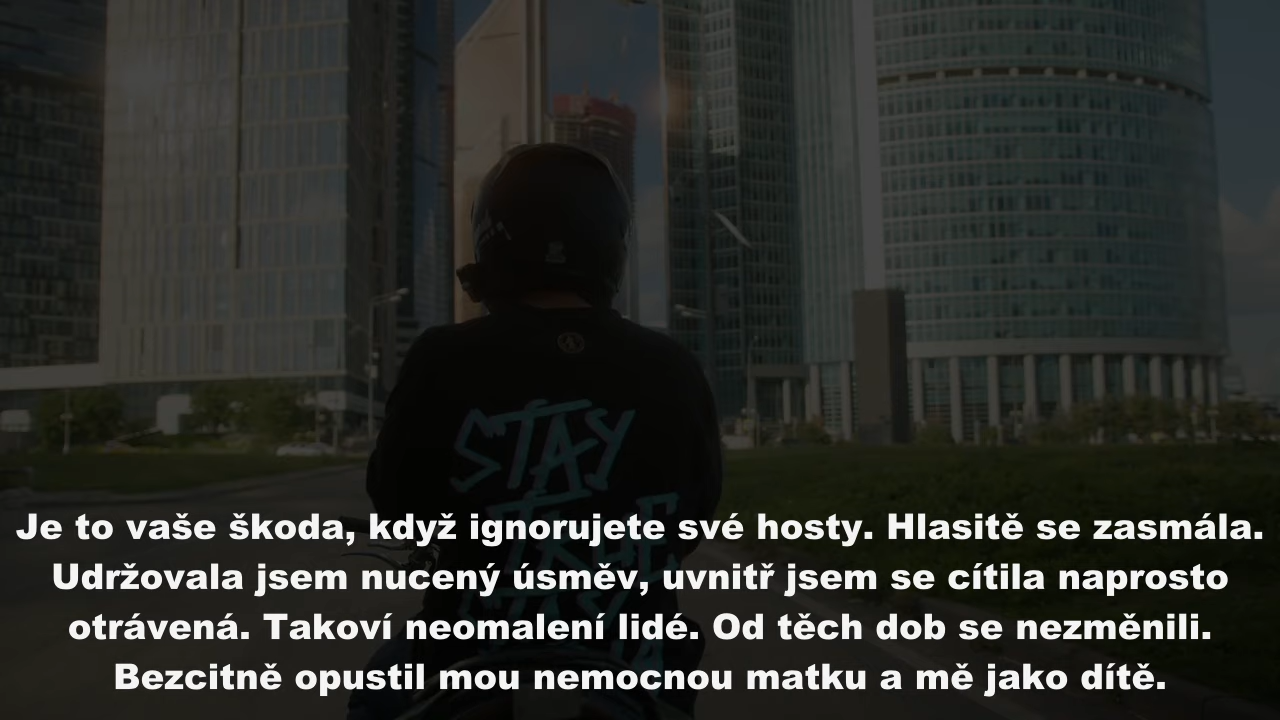 STAY
TRUE
Je to vaše škoda, když ignorujete své hosty. Hlasitě se zasmála.
Udržovala jsem nucený úsměv, uvnitř jsem se cítila naprosto
otrávená. Takoví neomalení lidé. Od těch dob se nezměnili.
Bezcitně opustil mou nemocnou matku a mě jako dítě.